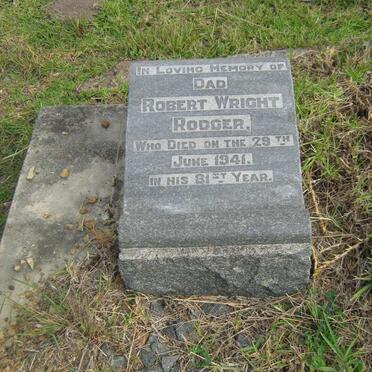 IN LOVING MEMORY OF
DAD
ROBERT WRIGHT
RODGER,
WHO DIED ON THE 29TH
JUNE 1941.
IN HIS 81ST YEAR.